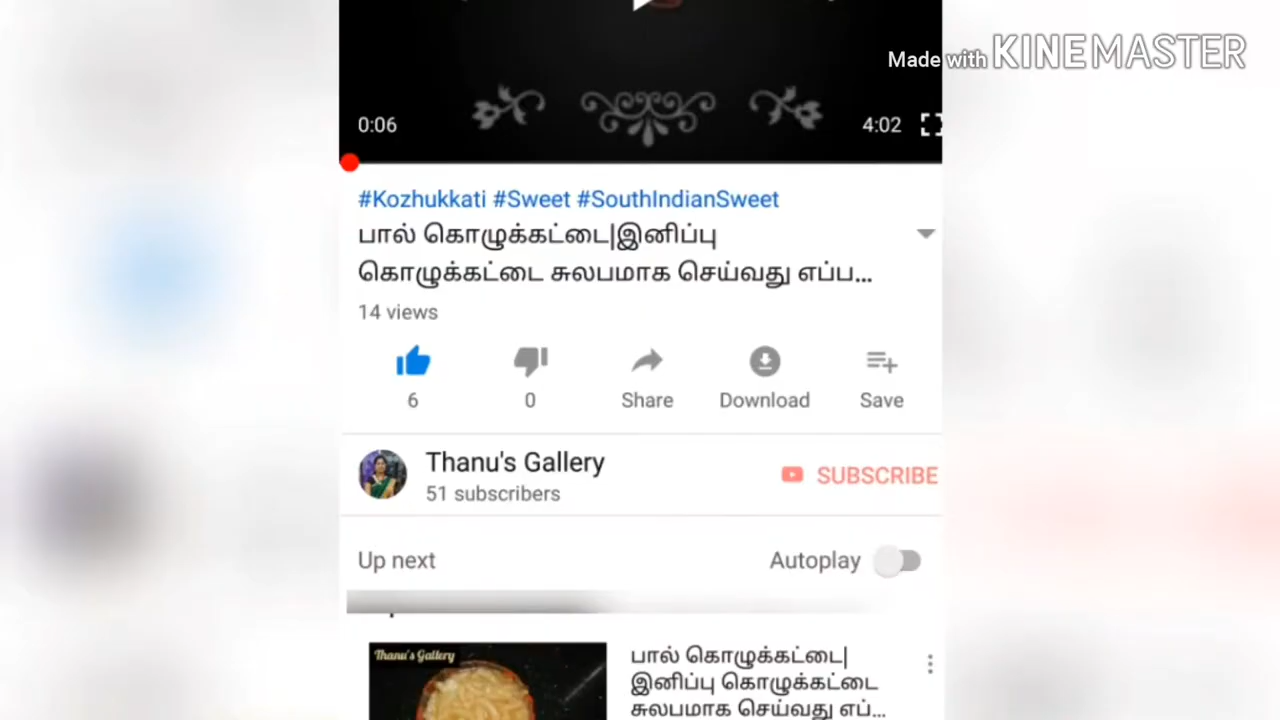 Made with KINEMASTER
0:06
4:02
#Kozhukkati #Sweet #SouthIndianSweet
பால் கொழுக்கட்டை|இனிப்பு
கொழுக்கட்டை சுலபமாக செய்வது எப்ப...
14 views
6
0
Share
Download
Save
Thanu's Gallery
51 subscribers
SUBSCRIBE
Up next
Autoplay
Thanu's Gallery
பால் கொழுக்கட்டை|
இனிப்பு கொழுக்கட்டை
சுலபமாக செய்வது எப்...